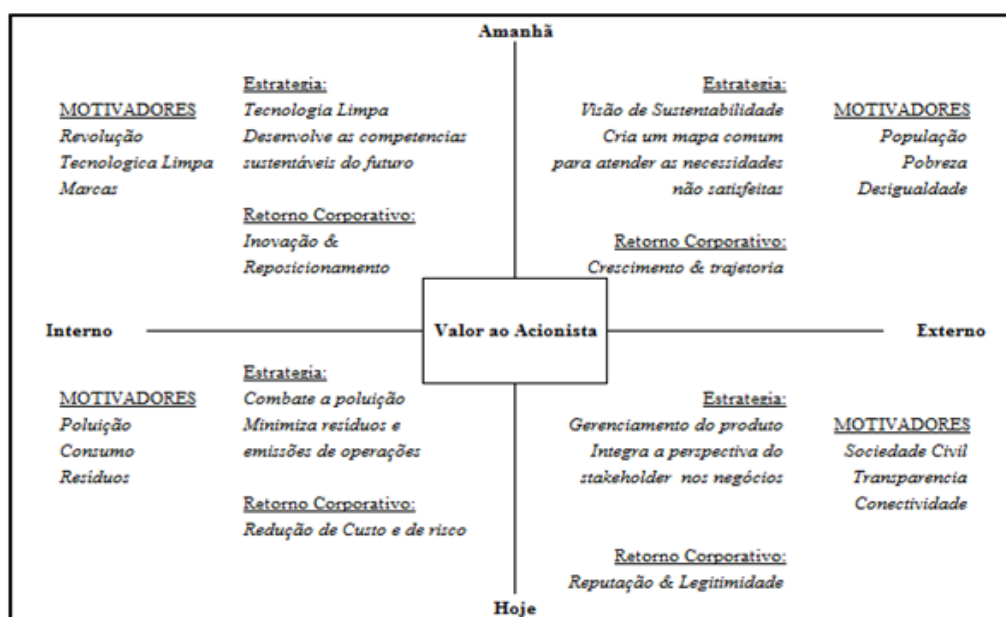 Amanhã
MOTIVADORES
Revolução
Tecnologica Limpa
Marcas
Estrategia:
Tecnologia Limpa
Desenvolve as competencias
sustentáveis do futuro
Retorno Corporativo:
Inovação &
Reposicionamento
Estrategia:
Visão de Sustentabilidade
Cria um mapa comum
para atender as necessidades
não satisfeitas
Retorno Corporativo:
Crescimento & trajetoria
MOTIVADORES
População
Pobreza
Desigualdade
Interno
Valor ao Acionista
Externo
MOTIVADORES
Poluição
Consumo
Resíduos
Estrategia:
Combate a poluição
Minimiza resíduos e
emissões de operações
Retorno Corporativo:
Redução de Custo e de risco
Estrategia:
Gerenciamento do produto
Integra a perspectiva do
stakeholder nos negócios
Retorno Corporativo:
Reputação & Legitimidade
MOTIVADORES
Sociedade Civil
Transparencia
Conectividade
Hoje